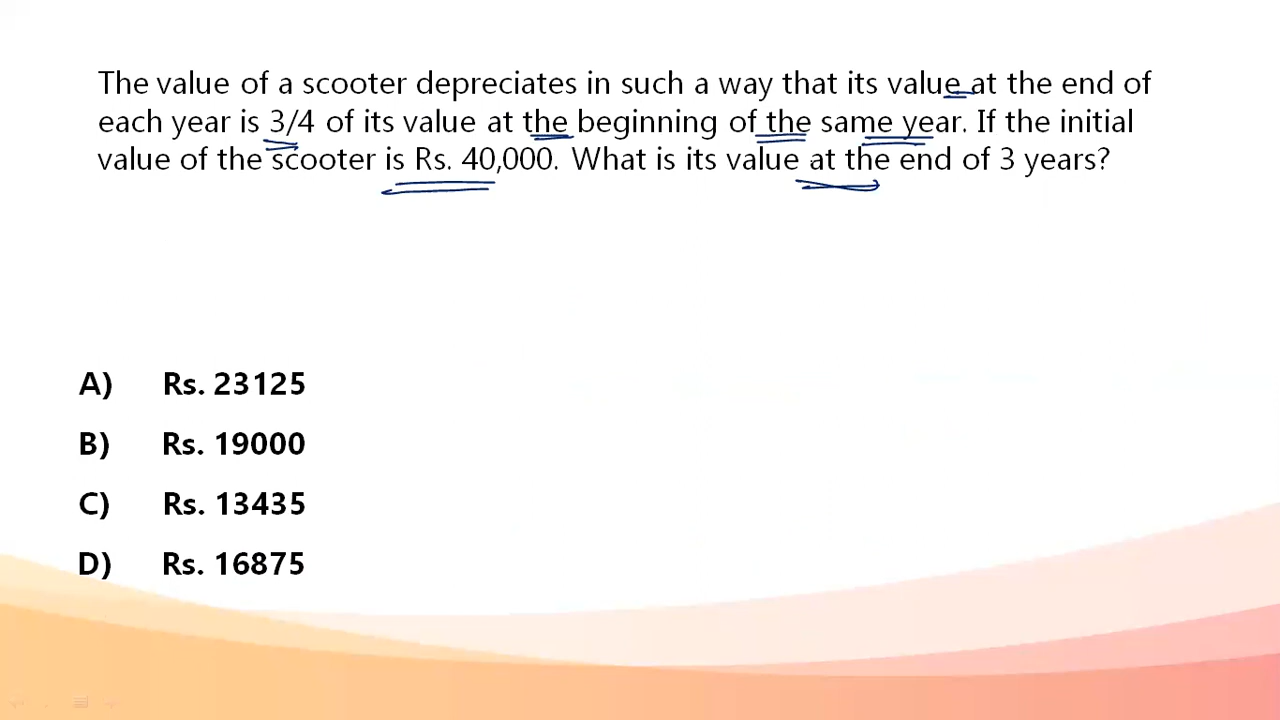 The value of a scooter depreciates in such a way that its value at the end of
each year is 3/4 of its value at the beginning of the same year. If the initial
value of the scooter is Rs. 40,000. What is its value at the end of 3 years?
A) Rs. 23125
B) Rs. 19000
C) Rs. 13435
D) Rs. 16875